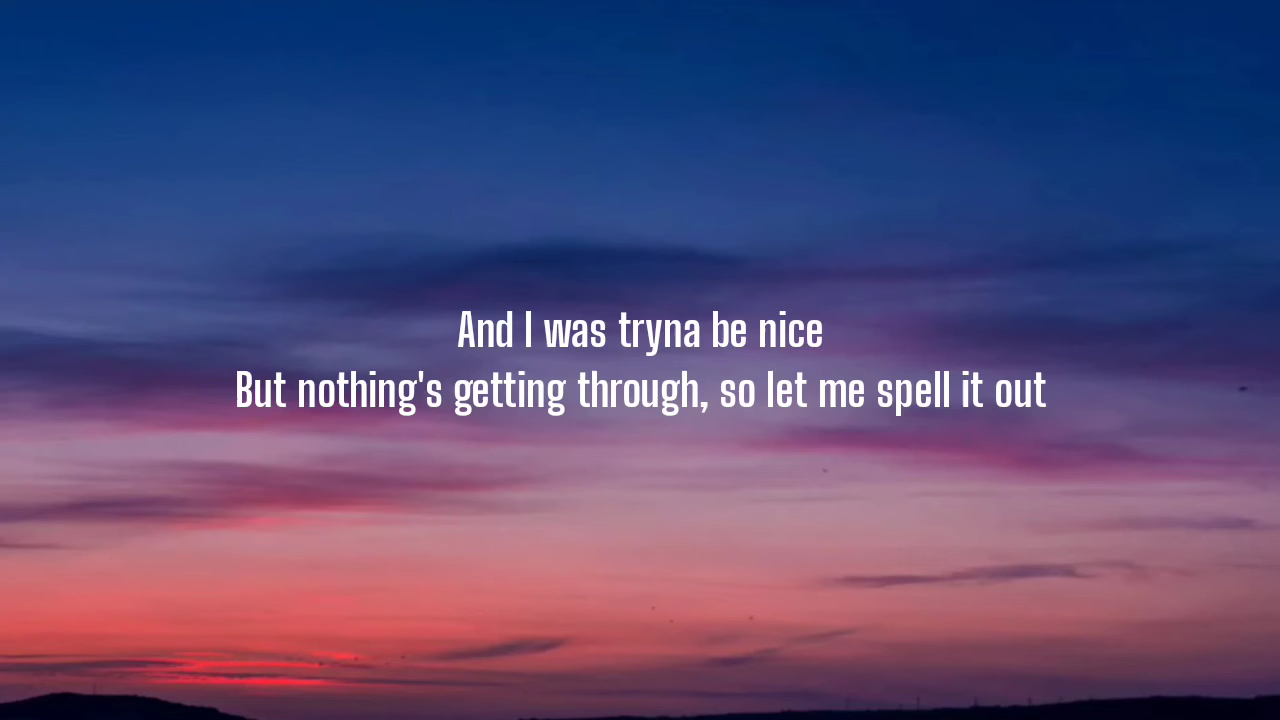 And I was tryna be nice
But nothing's getting through, so let me spell it out